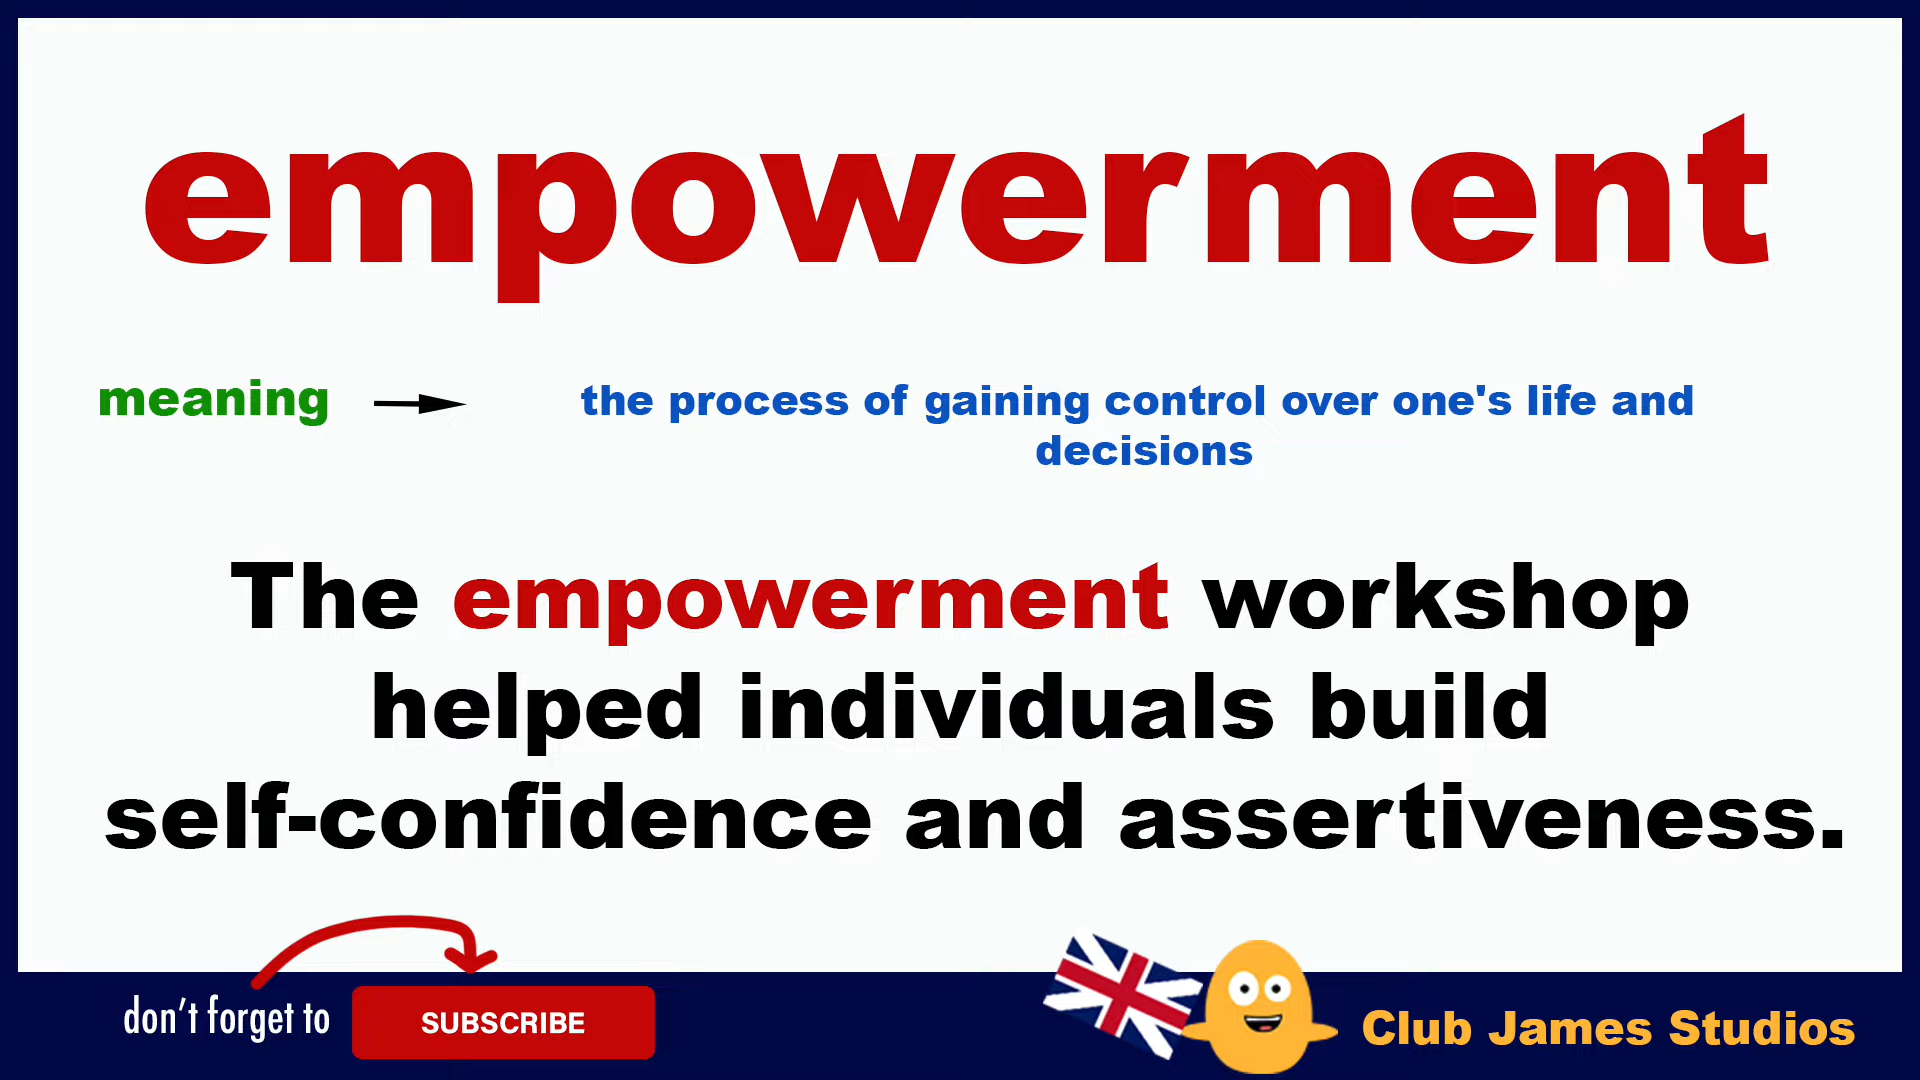 empowerment
meaning
the process of gaining control over one's life and
decisions
The empowerment workshop
helped individuals build
self-confidence and assertiveness.
don't forget to
SUBSCRIBE
Club James Studios